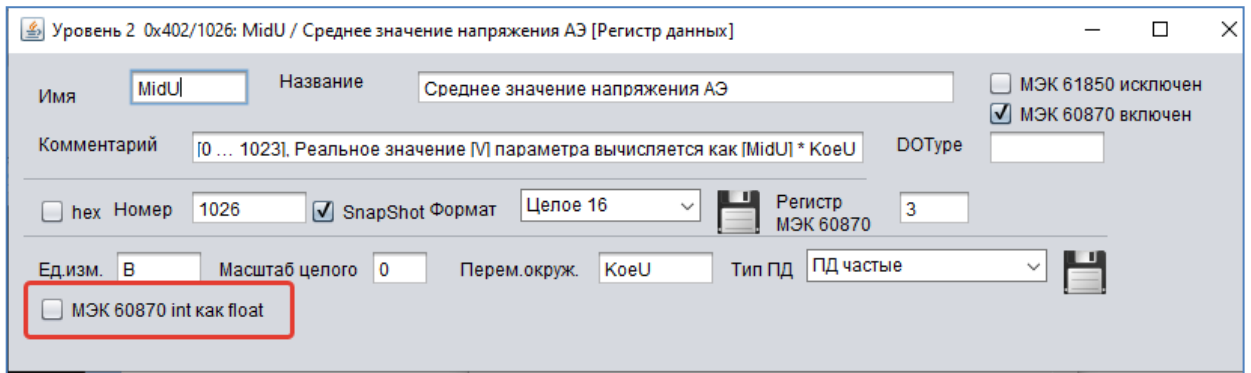 Уровень 2 0x402/1026: MidU / Среднее значение напряжения АЭ [Регистр данных]
Имя MidU Название Среднее значение напряжения АЭ МЭК 61850 исключен
МЭК 60870 включен
Комментарий [0 ... 1023], Реальное значение [V] параметра вычисляется как [MidU] * KoeU DOType
hex Номер 1026 SnapShot Формат Целое 16 Регистр МЭК 60870 3
Ед.изм. В Масштаб целого 0 Перем.окруж. KoeU Тип ПД ПД частые
МЭК 60870 int как float